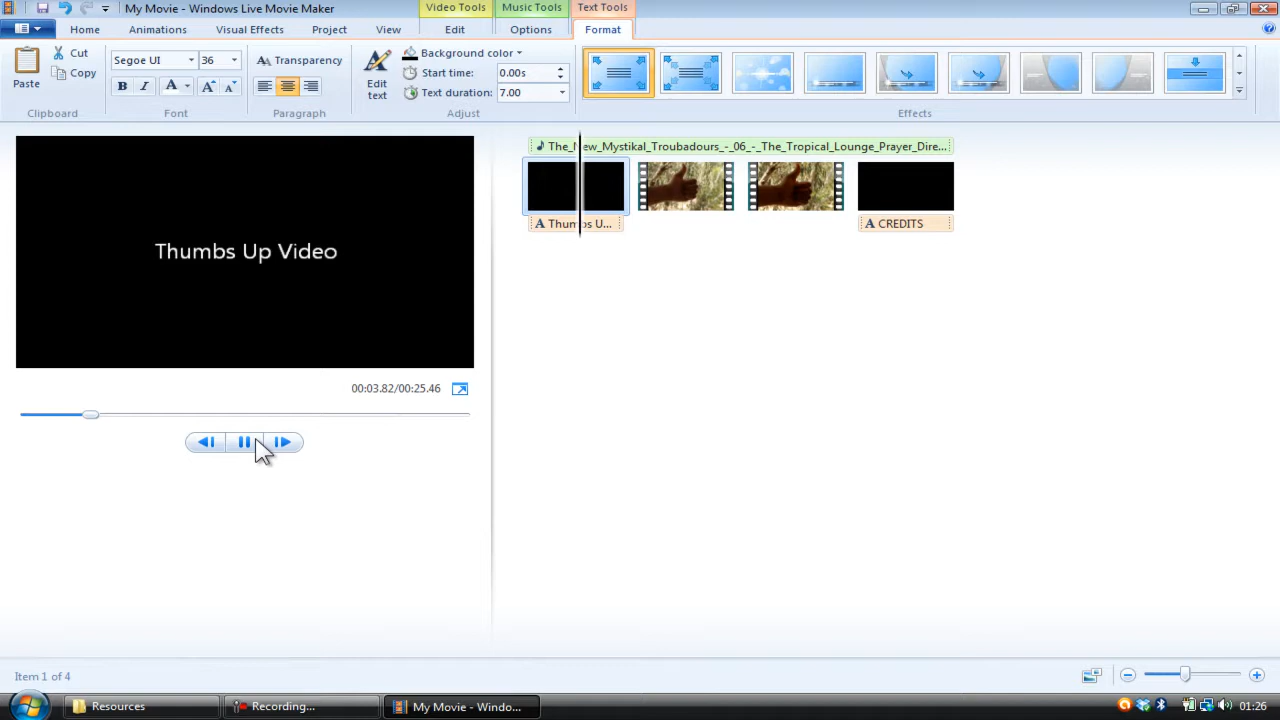 My Movie - Windows Live Movie Maker
Video Tools
Music Tools
Text Tools
Home
Animations
Visual Effects
Project
View
Edit
Options
Format
Paste
Cut
Copy
Clipboard
Segoe UI
36
B
I
A
A
A
Font
Transparency
Paragraph
Edit text
Background color
Start time: 0.00s
Text duration: 7.00
Adjust
Effects
Thumbs Up Video
00:03.82/00:25.46
The_New_Mystikal_Troubadours_-_06_-_The_Tropical_Lounge_Prayer_Dire...
A Thumbs U...
A CREDITS
Item 1 of 4
Resources
Recording...
My Movie - Windo...
01:26